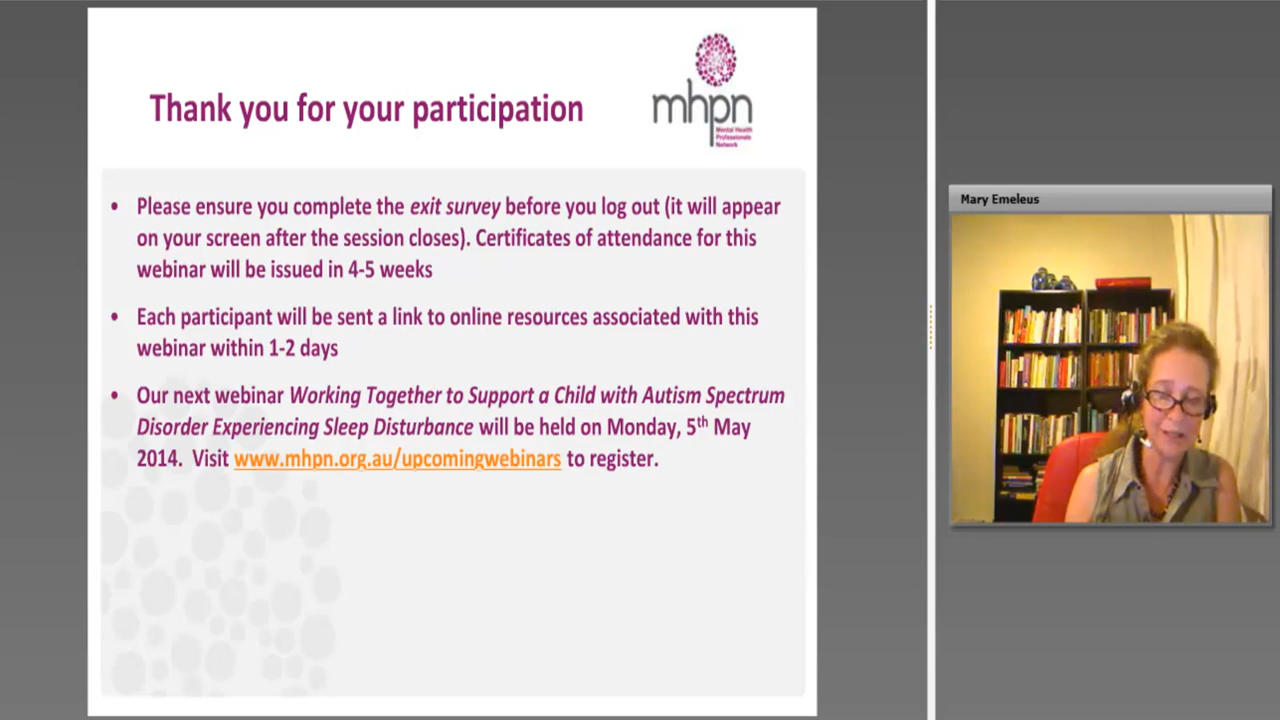 Thank you for your participation
mhpn
Mental Health
Professionals
Network
• Please ensure you complete the exit survey before you log out (it will appear
on your screen after the session closes). Certificates of attendance for this
webinar will be issued in 4-5 weeks
• Each participant will be sent a link to online resources associated with this
webinar within 1-2 days
• Our next webinar Working Together to Support a Child with Autism Spectrum
Disorder Experiencing Sleep Disturbance will be held on Monday, 5th May
2014. Visit www.mhpn.org.au/upcomingwebinars to register.
Mary Emeleus